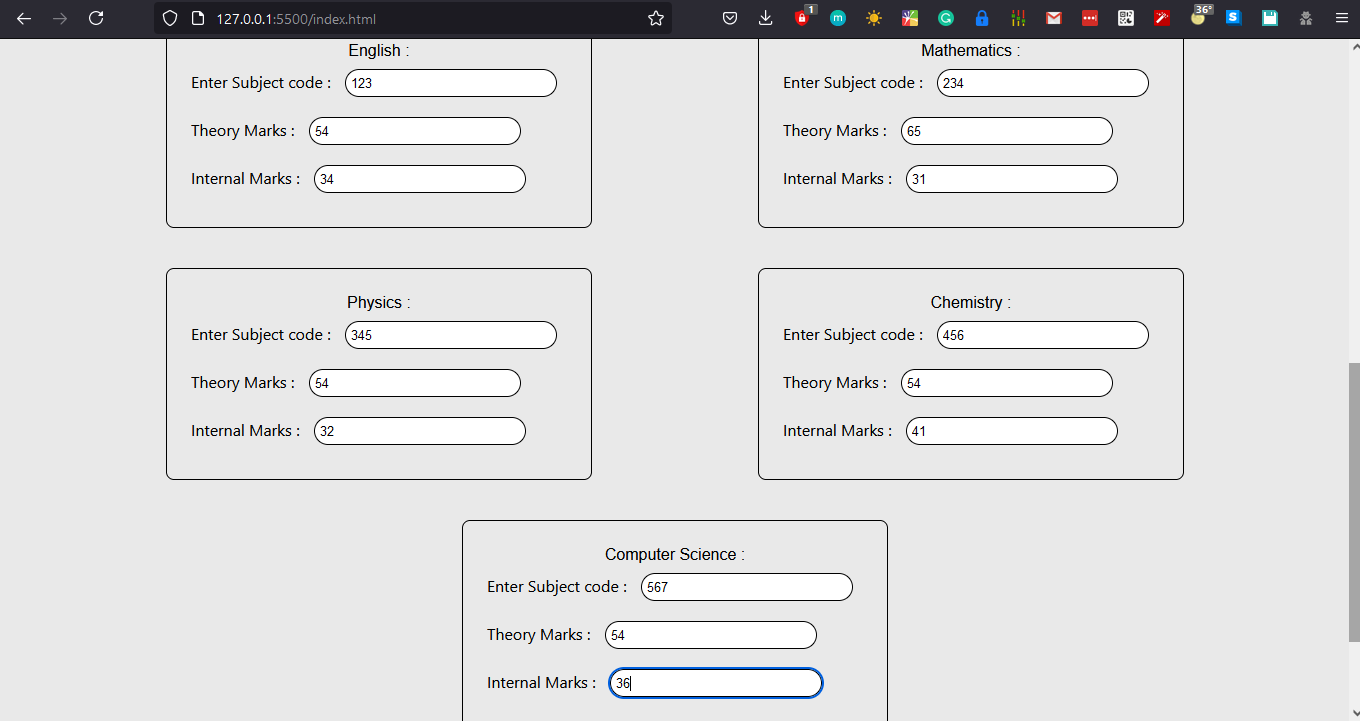 127.0.0.1:5500/index.html
1
36°
S
English :
Enter Subject code : 123
Theory Marks : 54
Internal Marks : 34
Mathematics :
Enter Subject code : 234
Theory Marks : 65
Internal Marks : 31
Physics :
Enter Subject code : 345
Theory Marks : 54
Internal Marks : 32
Chemistry :
Enter Subject code : 456
Theory Marks : 54
Internal Marks : 41
Computer Science :
Enter Subject code : 567
Theory Marks : 54
Internal Marks : 36